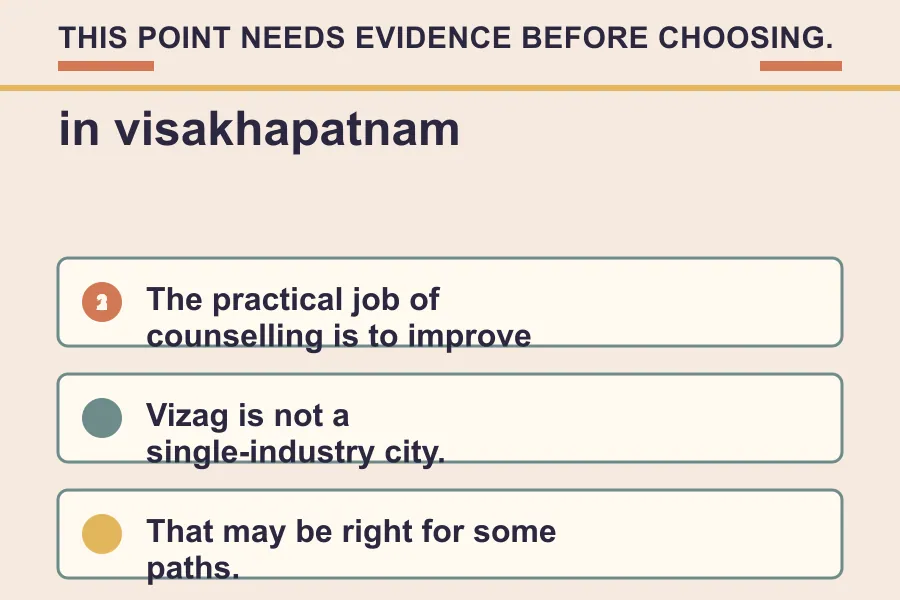 THIS POINT NEEDS EVIDENCE BEFORE CHOOSING.
in visakhapatnam
The practical job of
counselling is to improve
Vizag is not a
single-industry city.
That may be right for some
paths.